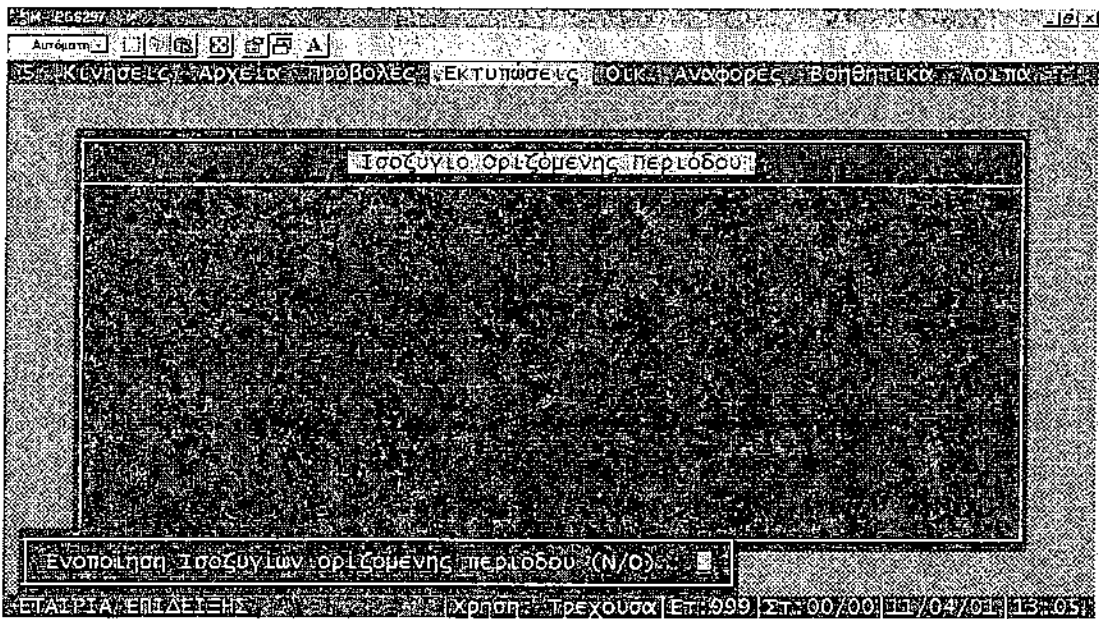 Αυτόματη A
Κινήσεις Αρχεία Προβολές Εκτυπώσεις Οικ. Αναφορές Βοηθητικά Λοιπά
Ισοζύγιο Οριζόμενης Περιόδου
Ενοποίηση Ισοζυγίων οριζόμενης περιόδου (Ν/Ο)
ΕΤΑΙΡΙΑ ΕΠΙΔΕΙΞΗΣ Χρήση: Τρέχουσα ΕΤ:999 ΣΤ:00/00 11/04/01 13:05